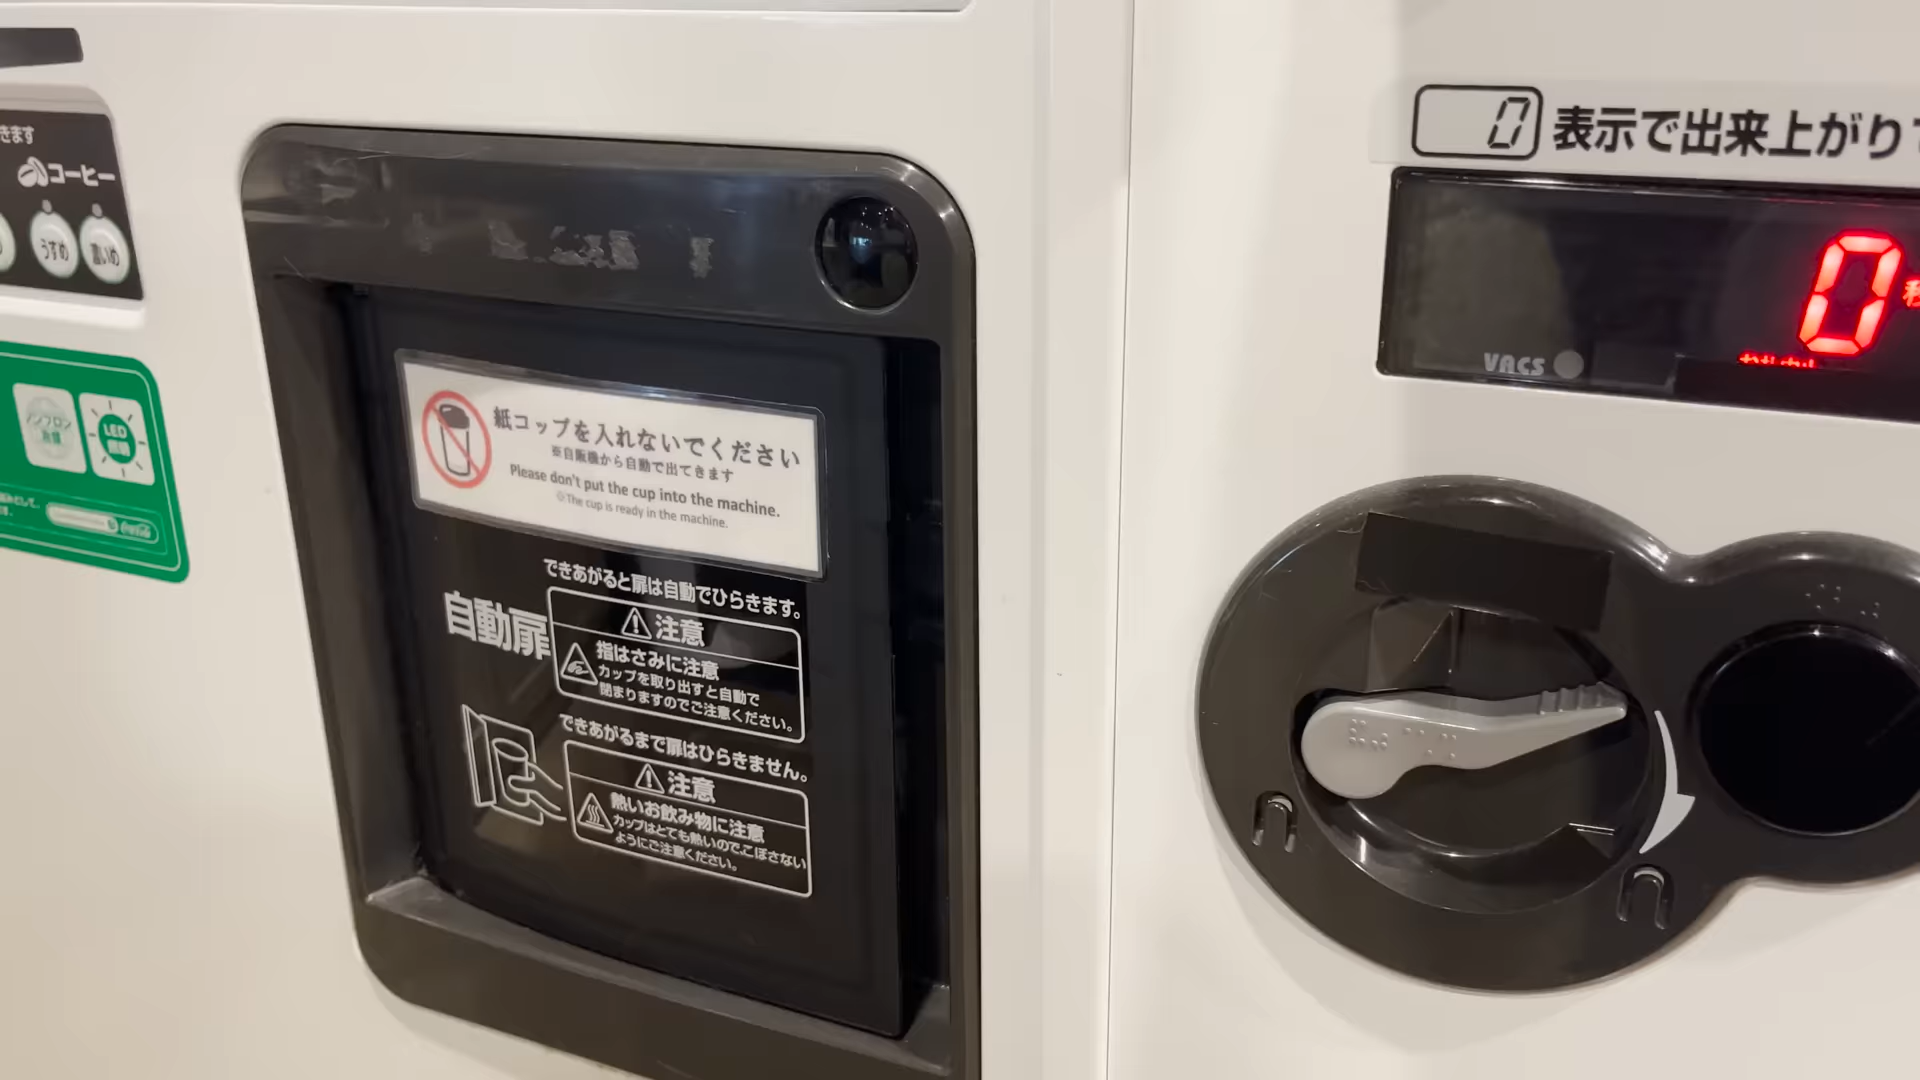 きます
コーヒー
うすめ
濃いめ
ノンフロン
LED
紙コップを入れないでください
※自販機から自動で出てきます
Please don't put the cup into the machine.
※The cup is ready in the machine.
できあがると扉は自動でひらきます。
自動扉
注意
指はさみに注意
カップを取り出すと自動で
閉まりますのでご注意ください。
できあがるまで扉はひらきません。
注意
熱いお飲み物に注意
カップはとても熱いので、こぼさない
ようにご注意ください。
0 表示で出来上がり
0
VACS